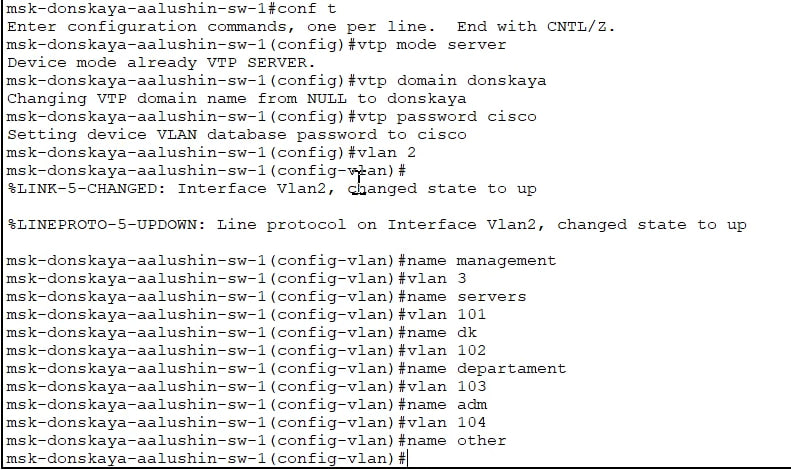 msk-donskaya-aalushin-sw-1#conf t
Enter configuration commands, one per line.  End with CNTL/Z.
msk-donskaya-aalushin-sw-1(config)#vtp mode server
Device mode already VTP SERVER.
msk-donskaya-aalushin-sw-1(config)#vtp domain donskaya
Changing VTP domain name from NULL to donskaya
msk-donskaya-aalushin-sw-1(config)#vtp password cisco
Setting device VLAN database password to cisco
msk-donskaya-aalushin-sw-1(config)#vlan 2
msk-donskaya-aalushin-sw-1(config-vlan)#
%LINK-5-CHANGED: Interface Vlan2, changed state to up
%LINEPROTO-5-UPDOWN: Line protocol on Interface Vlan2, changed state to up
msk-donskaya-aalushin-sw-1(config-vlan)#name management
msk-donskaya-aalushin-sw-1(config-vlan)#vlan 3
msk-donskaya-aalushin-sw-1(config-vlan)#name servers
msk-donskaya-aalushin-sw-1(config-vlan)#vlan 101
msk-donskaya-aalushin-sw-1(config-vlan)#name dk
msk-donskaya-aalushin-sw-1(config-vlan)#vlan 102
msk-donskaya-aalushin-sw-1(config-vlan)#name departament
msk-donskaya-aalushin-sw-1(config-vlan)#vlan 103
msk-donskaya-aalushin-sw-1(config-vlan)#name adm
msk-donskaya-aalushin-sw-1(config-vlan)#vlan 104
msk-donskaya-aalushin-sw-1(config-vlan)#name other
msk-donskaya-aalushin-sw-1(config-vlan)#